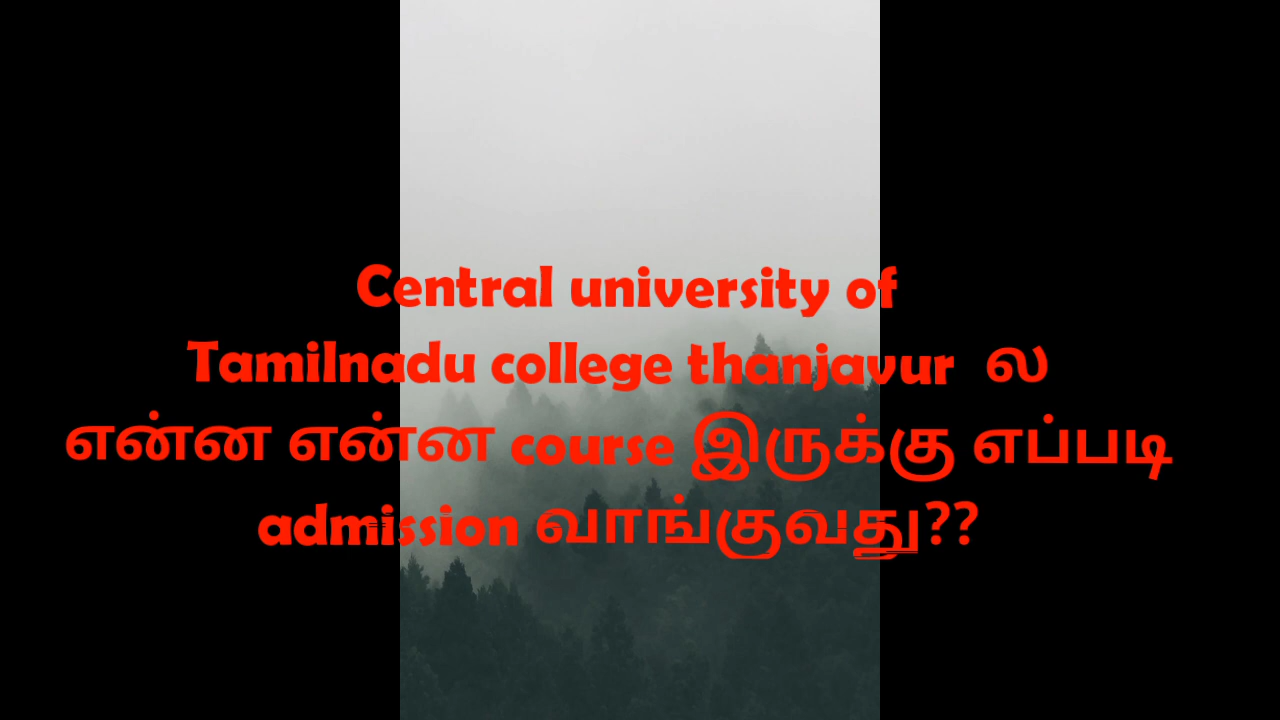 Central university of
Tamilnadu college thanjavur ல
என்ன என்ன course இருக்கு எப்படி
admission வாங்குவது??